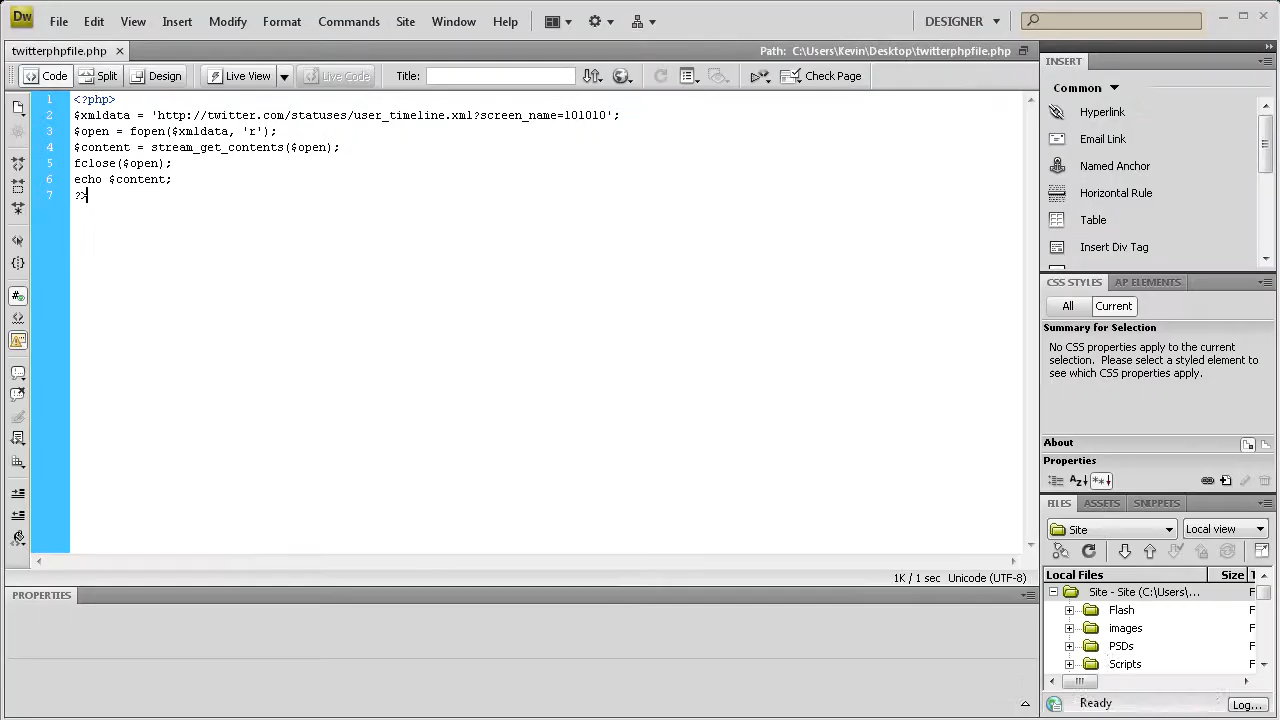 Dw File Edit View Insert Modify Format Commands Site Window Help DESIGNER
twitterphpfile.php Path: C:\Users\Kevin\Desktop\twitterphpfile.php
Code Split Design Live View Live Code Title: Check Page
1 <?php>
2 $xmldata = 'http://twitter.com/statuses/user_timeline.xml?screen_name=101010';
3 $open = fopen($xmldata, 'r');
4 $content = stream_get_contents($open);
5 fclose($open);
6 echo $content;
7 ?>
1K / 1 sec Unicode (UTF-8)
PROPERTIES
INSERT
Common
Hyperlink
Email Link
Named Anchor
Horizontal Rule
Table
Insert Div Tag
CSS STYLES AP ELEMENTS
All Current
Summary for Selection
No CSS properties apply to the current
selection. Please select a styled element to
see which CSS properties apply.
About
Properties
FILES ASSETS SNIPPETS
Site Local view
Local Files Size T
Site - Site (C:\Users\... F
Flash F
images F
PSDs F
Scripts F
Ready Log...